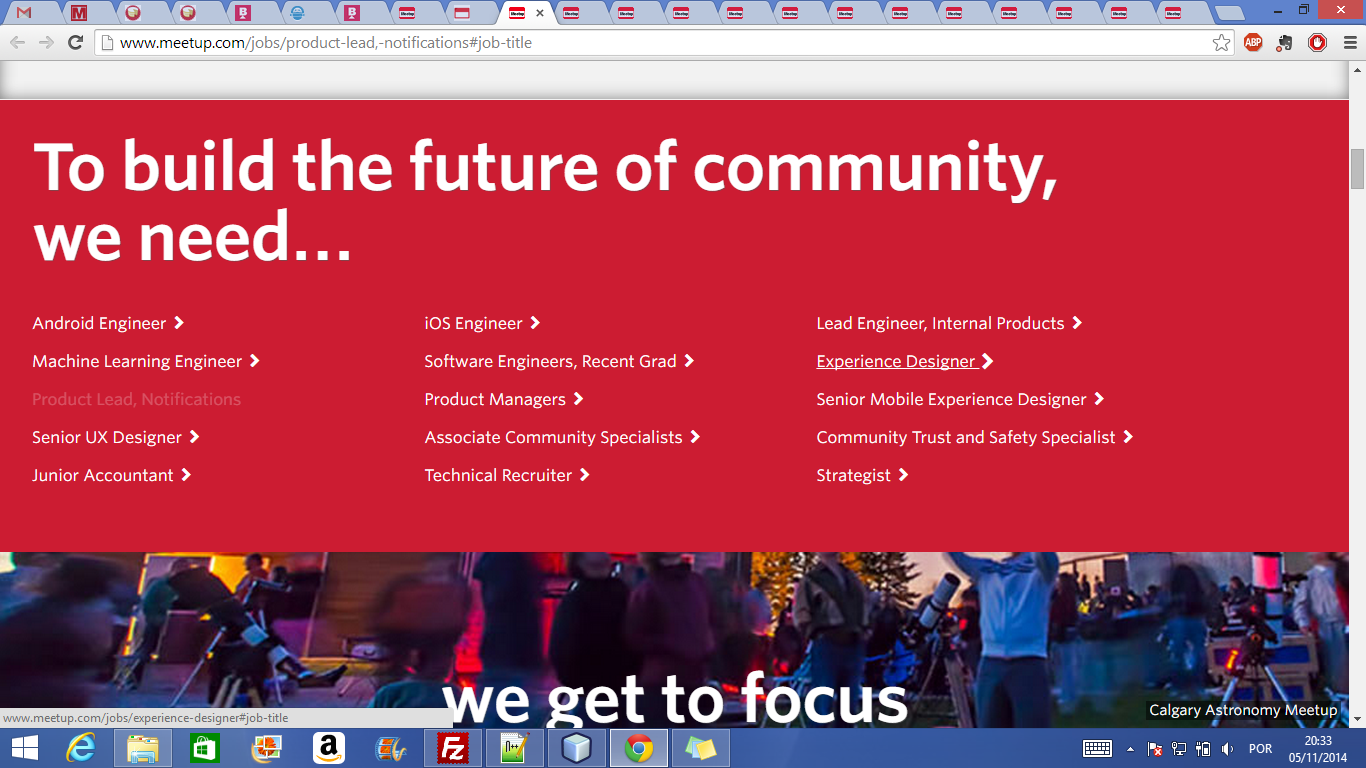 www.meetup.com/jobs/product-lead,-notifications#job-title
ABP
To build the future of community,
we need...
Android Engineer
iOS Engineer
Lead Engineer, Internal Products
Machine Learning Engineer
Software Engineers, Recent Grad
Experience Designer
Product Lead, Notifications
Product Managers
Senior Mobile Experience Designer
Senior UX Designer
Associate Community Specialists
Community Trust and Safety Specialist
Junior Accountant
Technical Recruiter
Strategist
we get to focus
Calgary Astronomy Meetup
www.meetup.com/jobs/experience-designer#job-title
POR
20:33
05/11/2014